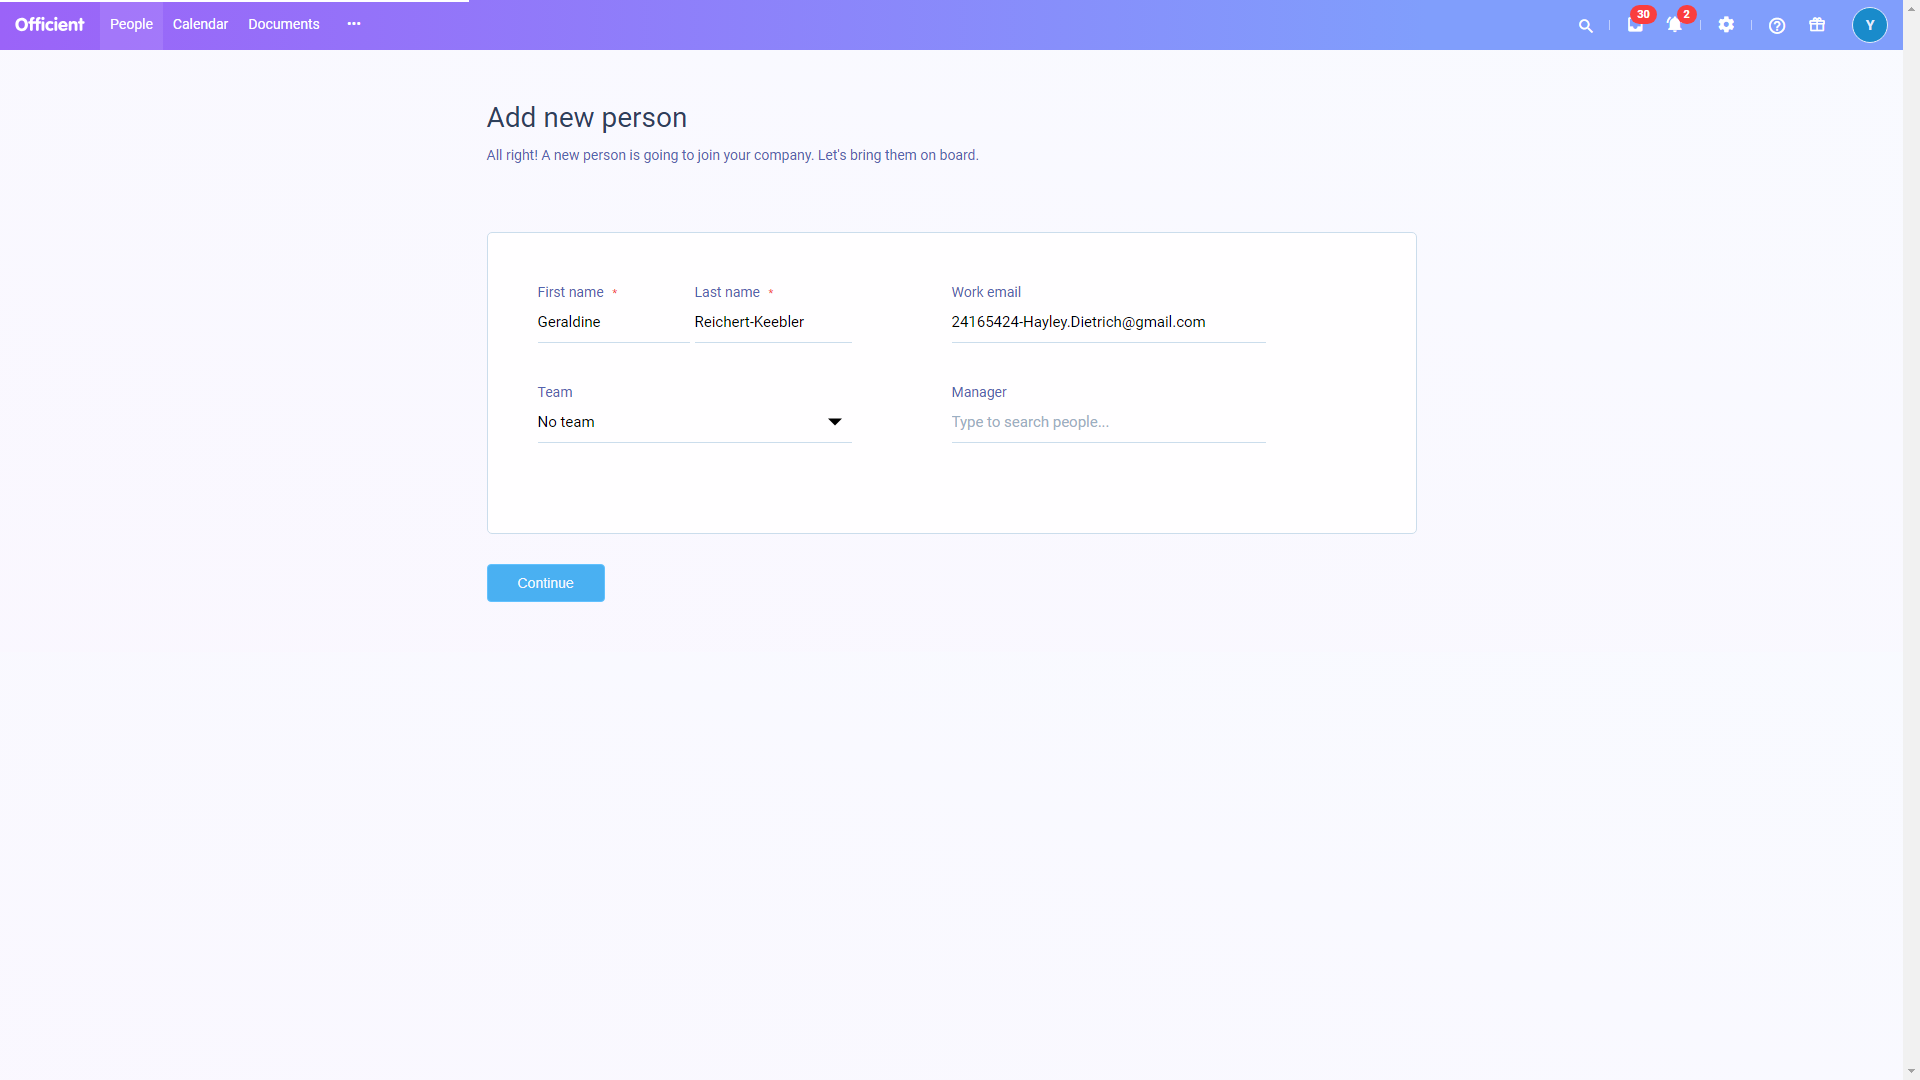 Officient People Calendar Documents 30 2 Y
Add new person
All right! A new person is going to join your company. Let's bring them on board.
First name * Last name * Work email
Geraldine Reichert-Keebler 24165424-Hayley.Dietrich@gmail.com
Team Manager
No team Type to search people...
Continue